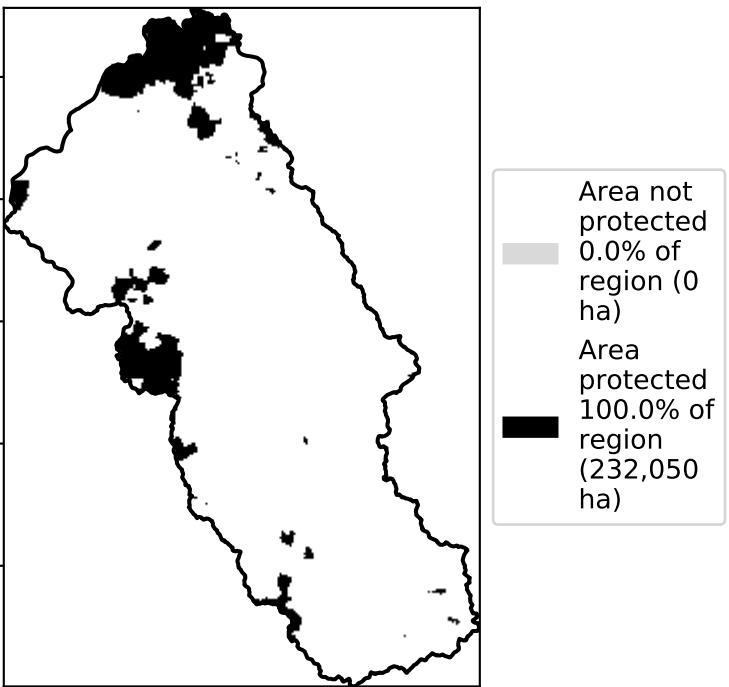 Area not
protected
0.0% of
region (0
ha)
Area
protected
100.0% of
region
(232,050
ha)